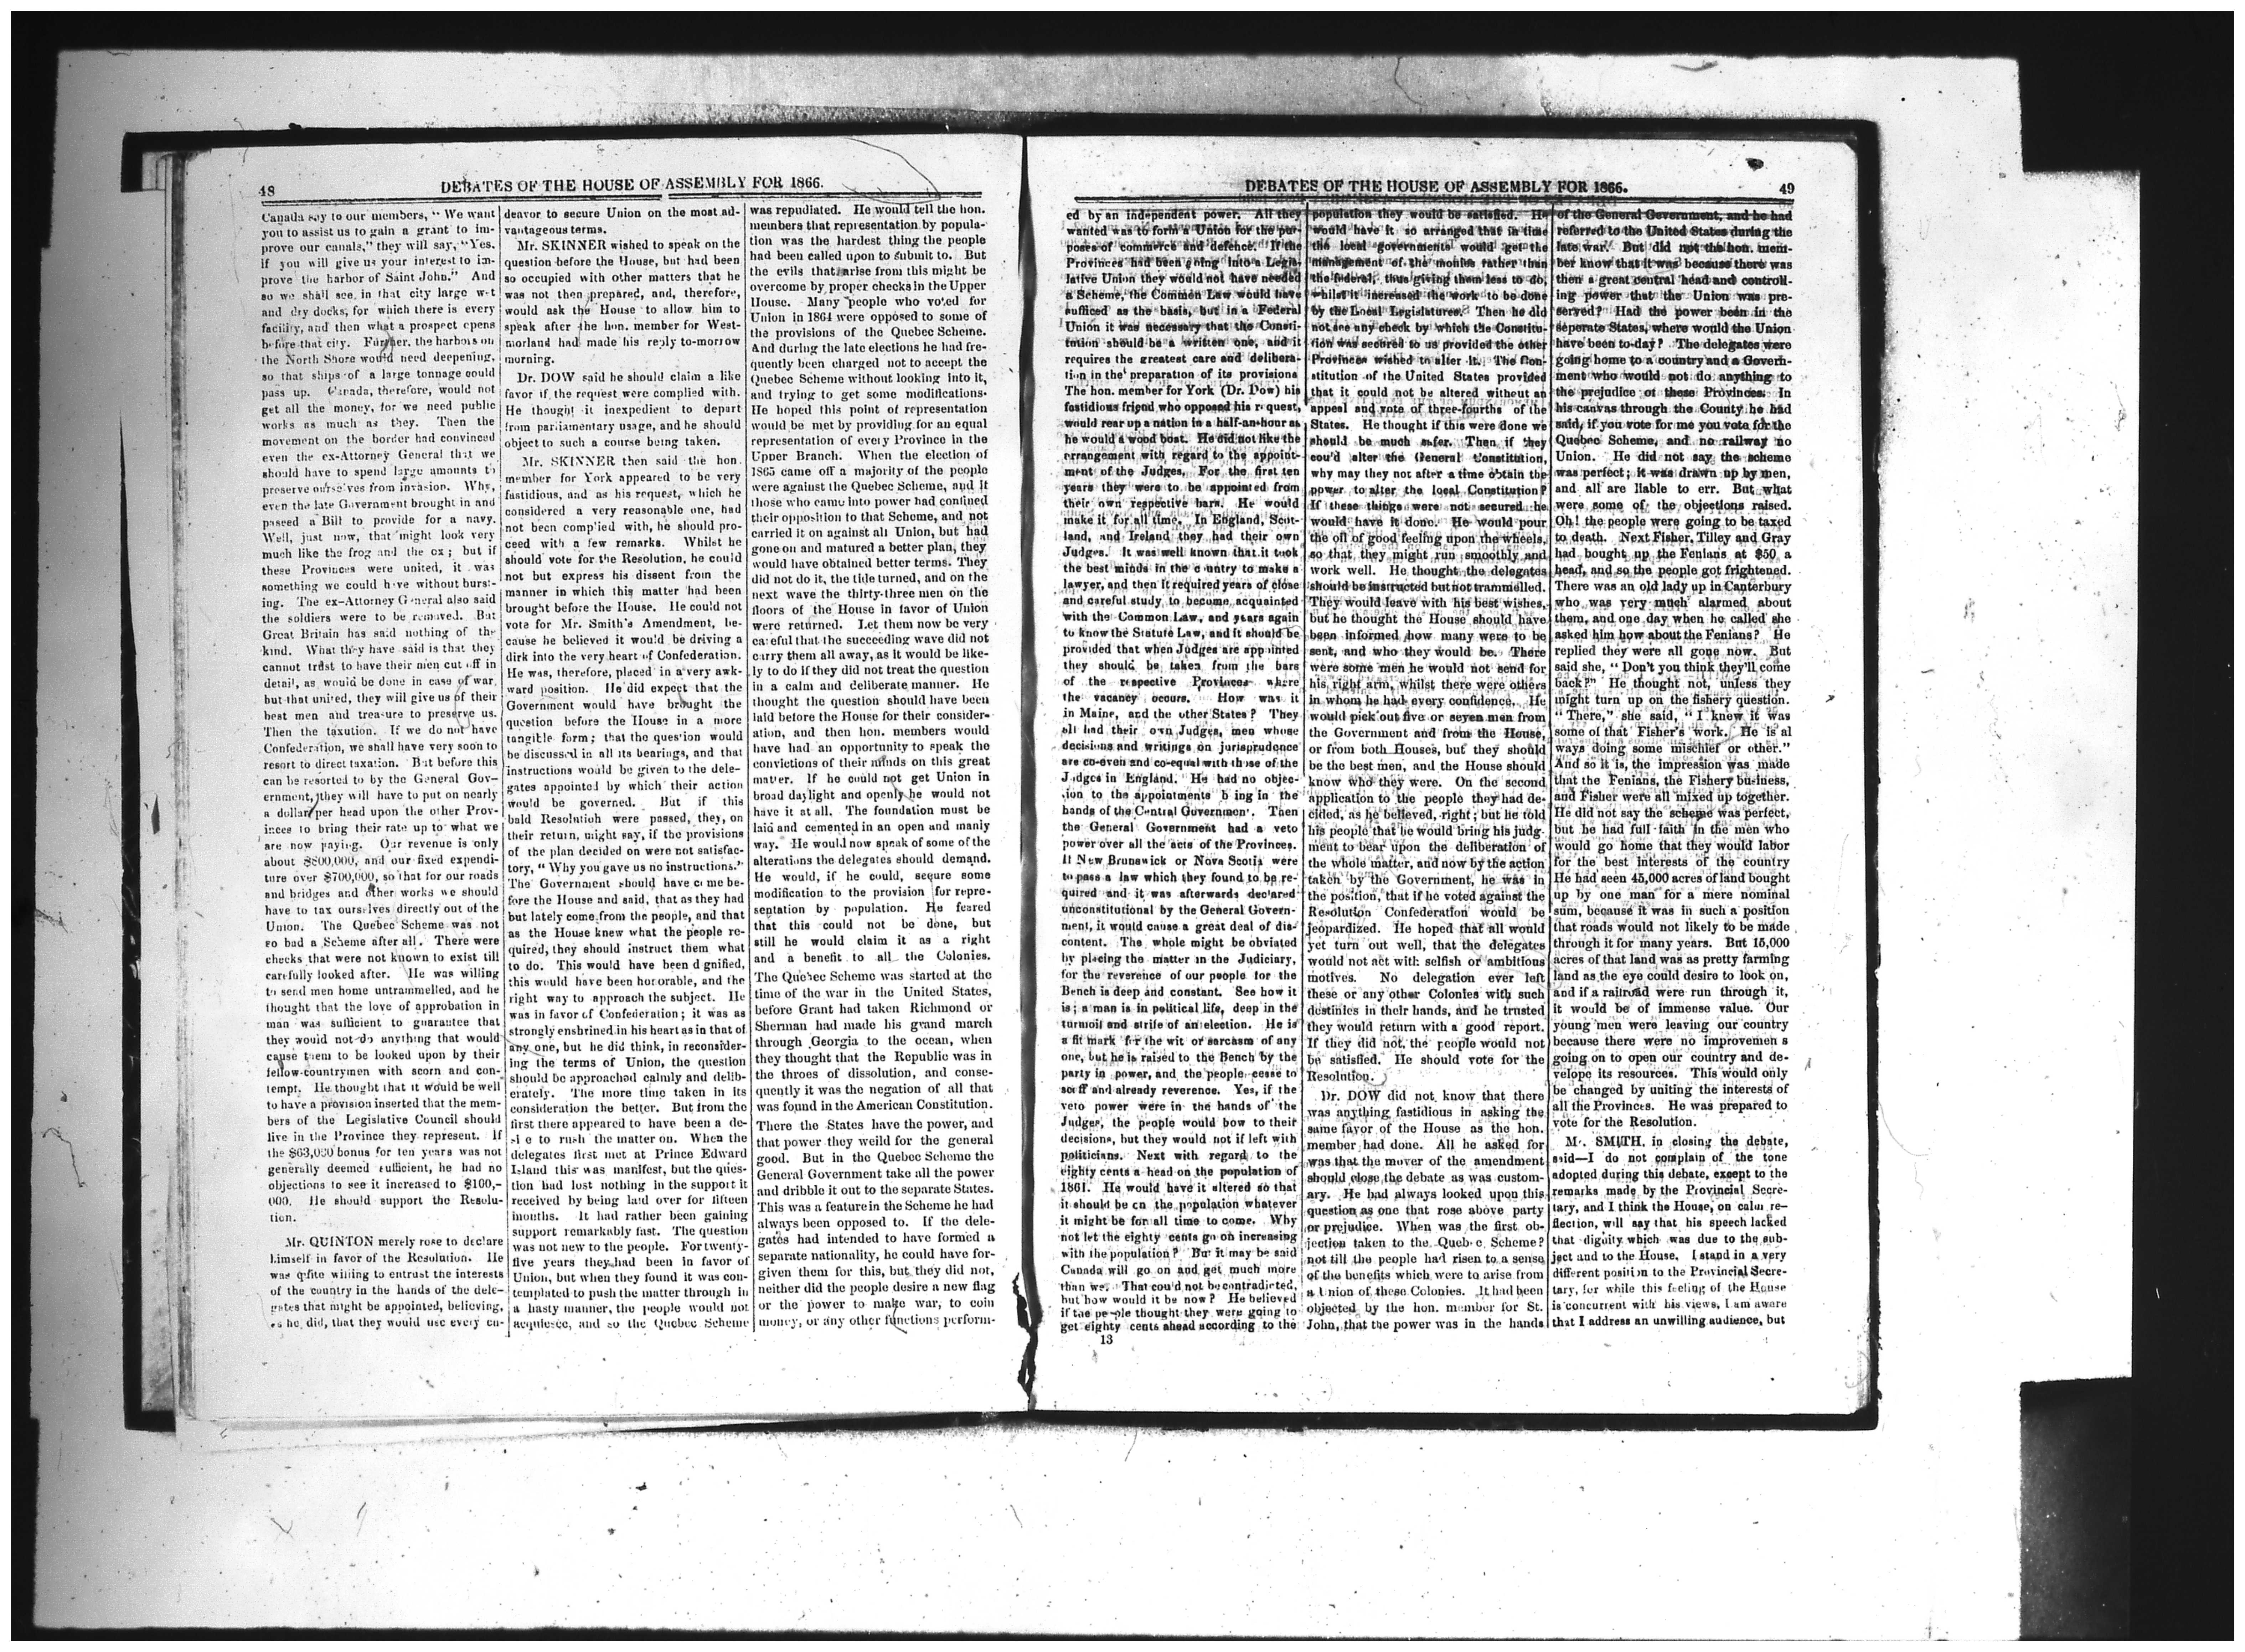 48
DEBATES OF THE HOUSE OF ASSEMBLY FOR 1866.
Canada say to our members, "We want
you to assist us to gain a grant to im-
prove our canals," they will say, "Yes,
if you will give us your interest to im-
prove the harbor of Saint John." And
so we shall see in that city large wet
and dry docks, for which there is every
facility, and then what a prospect opens
before that city. Further, the harbors on
the North Shore would need deepening,
so that ships of a large tonnage could
pass up. Canada, therefore, would not
get all the money, for we need public
works as much as they. Then the
movement on the border had convinced
even the ex-Attorney General that we
should have to spend large amounts to
preserve ourselves from invasion. Why,
even the late Government brought in and
passed a Bill to provide for a navy.
Well, just now, that might look very
much like the frog and the ox; but if
these Provinces were united, it was
something we could have without burst-
ing. The ex-Attorney General also said
the soldiers were to be removed. But
Great Britain has said nothing of the
kind. What they have said is that they
cannot trust to have their men cut off in
detail, as would be done in case of war,
but that united, they will give us of their
best men and treasure to preserve us.
Then the taxution. If we do not have
Confederation, we shall have very soon to
resort to direct taxation. But before this
can be resorted to by the General Gov-
ernment, they will have to put on nearly
a dollar per head upon the other Prov-
inces to bring their rate up to what we
are now paying. Our revenue is only
about $800,000, and our fixed expendi-
ture over $700,000, so that for our roads
and bridges and other works we should
have to tax ourselves directly out of the
Union. The Quebec Scheme was not
so bad a Scheme after all. There were
checks that were not known to exist till
carefully looked after. He was willing
to send men home untrammelled, and he
thought that the love of approbation in
man was sufficient to guarantee that
they would not do anything that would
cause them to be looked upon by their
fellow-countrymen with scorn and con-
tempt. He thought that it would be well
to have a provision inserted that the mem-
bers of the Legislative Council should
live in the Province they represent. If
the $63,000 bonus for ten years was not
generally deemed sufficient, he had no
objections to see it increased to $100,-
000. He should support the Resolu-
tion.
Mr. QUINTON merely rose to declare
himself in favor of the Resolution. He
was quite willing to entrust the interests
of the country in the hands of the dele-
gates that might be appointed, believing,
as he did, that they would use every en-
deavor to secure Union on the most ad-
vantageous terms.
Mr. SKINNER wished to speak on the
question before the House, but had been
so occupied with other matters that he
was not then prepared, and, therefore,
would ask the House to allow him to
speak after the hon. member for West-
morland had made his reply to-morrow
morning.
Dr. DOW said he should claim a like
favor if the request were complied with.
He thought it inexpedient to depart
from parliamentary usage, and he should
object to such a course being taken.
Mr. SKINNER then said the hon.
member for York appeared to be very
fastidious, and as his request, which he
considered a very reasonable one, had
not been complied with, he should pro-
ceed with a few remarks. Whilst he
should vote for the Resolution, he could
not but express his dissent from the
manner in which this matter had been
brought before the House. He could not
vote for Mr. Smith's Amendment, be-
cause he believed it would be driving a
dirk into the very heart of Confederation.
He was, therefore, placed in a very awk-
ward position. He did expect that the
Government would have brought the
question before the House in a more
tangible form; that the question would
be discussed in all its bearings, and that
instructions would be given to the dele-
gates appointed by which their action
would be governed. But if this
bald Resolution were passed, they, on
their return, might say, if the provisions
of the plan decided on were not satisfac-
tory, "Why you gave us no instructions."
The Government should have come be-
fore the House and said, that as they had
but lately come from the people, and that
as the House knew what the people re-
quired, they should instruct them what
to do. This would have been dignified,
this would have been honorable, and the
right way to approach the subject. He
was in favor of Confederation; it was as
strongly enshrined in his heart as in that of
any one, but he did think, in reconsider-
ing the terms of Union, the question
should be approached calmly and delib-
erately. The more time taken in its
consideration the better. But from the
first there appeared to have been a de-
sire to rush the matter on. When the
delegates first met at Prince Edward
Island this was manifest, but the ques-
tion had lost nothing in the support it
received by being laid over for fifteen
months. It had rather been gaining
support remarkably fast. The question
was not new to the people. For twenty-
five years they had been in favor of
Union, but when they found it was con-
templated to push the matter through in
a hasty manner, the people would not
acquiesce, and so the Quebec Scheme
was repudiated. He would tell the hon.
members that representation by popula-
tion was the hardest thing the people
had been called upon to submit to. But
the evils that arise from this might be
overcome by proper checks in the Upper
House. Many people who voted for
Union in 1864 were opposed to some of
the provisions of the Quebec Scheme.
And during the late elections he had fre-
quently been charged not to accept the
Quebec Scheme without looking into it,
and trying to get some modifications.
He hoped this point of representation
would be met by providing for an equal
representation of every Province in the
Upper Branch. When the election of
1865 came off a majority of the people
were against the Quebec Scheme, and it
those who came into power had confined
their opposition to that Scheme, and not
carried it on against all Union, but had
gone on and matured a better plan, they
would have obtained better terms. They
did not do it, the tide turned, and on the
next wave the thirty-three men on the
floors of the House in favor of Union
were returned. Let them now be very
careful that the succeeding wave did not
carry them all away, as it would be like-
ly to do if they did not treat the question
in a calm and deliberate manner. He
thought the question should have been
laid before the House for their consider-
ation, and then hon. members would
have had an opportunity to speak the
convictions of their minds on this great
matter. If he could not get Union in
broad daylight and openly he would not
have it at all. The foundation must be
laid and cemented in an open and manly
way. He would now speak of some of the
alterations the delegates should demand.
He would, if he could, secure some
modification to the provision for repre-
sentation by population. He feared
that this could not be done, but
still he would claim it as a right
and a benefit to all the Colonies.
The Quebec Scheme was started at the
time of the war in the United States,
before Grant had taken Richmond or
Sherman had made his grand march
through Georgia to the ocean, when
they thought that the Republic was in
the throes of dissolution, and conse-
quently it was the negation of all that
was found in the American Constitution.
There the States have the power, and
that power they weild for the general
good. But in the Quebec Scheme the
General Government take all the power
and dribble it out to the separate States.
This was a feature in the Scheme he had
always been opposed to. If the dele-
gates had intended to have formed a
separate nationality, he could have for-
given them for this, but they did not,
neither did the people desire a new flag
or the power to make war, to coin
money, or any other functions perform-
DEBATES OF THE HOUSE OF ASSEMBLY FOR 1866.
49
ed by an independent power. All they
wanted was to form a Union for the pur-
poses of commerce and defence. If the
Provinces had been going into a Legis-
lative Union they would not have needed
a Scheme, the Common Law would have
sufficed as the basis, but in a Federal
Union it was necessary that the Consti-
tution should be a written one, and it
requires the greatest care and delibera-
tion in the preparation of its provisions
The hon. member for York (Dr. Dow) his
fastidious friend who opposed his request,
would rear up a nation in a half-an-hour as
he would a wood boat. He did not like the
arrangement with regard to the appoint-
ment of the Judges. For the first ten
years they were to be appointed from
their own respective bars. He would
make it for all time. In England, Scot-
land, and Ireland they had their own
Judges. It was well known that it took
the best minds in the country to make a
lawyer, and then it required years of close
and careful study to become acquainted
with the Common Law, and years again
to know the Statute Law, and it should be
provided that when Judges are appointed
they should be taken from the bars
of the respective Provinces where
the vacancy occurs. How was it
in Maine, and the other States? They
all had their own Judges, men whose
decisions and writings on jurisprudence
are co-even and co-equal with those of the
Judges in England. He had no objec-
tion to the appointments being in the
hands of the Central Government. Then
the General Government had a veto
power over all the acts of the Provinces.
If New Brunswick or Nova Scotia were
to pass a law which they found to be re-
quired and it was afterwards declared
unconstitutional by the General Govern-
ment, it would cause a great deal of dis-
content. The whole might be obviated
by placing the matter in the Judiciary,
for the reverence of our people for the
Bench is deep and constant. See how it
is; a man is in political life, deep in the
turmoil and strife of an election. He is
a fit mark for the wit or sarcasm of any
one, but he is raised to the Bench by the
party in power, and the people cease to
scoff and already reverence. Yes, if the
veto power were in the hands of the
Judges, the people would bow to their
decisions, but they would not if left with
politicians. Next with regard to the
eighty cents a head on the population of
1861. He would have it altered so that
it should be on the population whatever
it might be for all time to come. Why
not let the eighty cents go on increasing
with the population? But it may be said
Canada will go on and get much more
than we. That could not be contradicted,
but how would it be now? He believed
if the people thought they were going to
get eighty cents ahead according to the
13
population they would be satisfied. He
would have it so arranged that in time
the local governments would get the
management of the monies rather than
the federal, thus giving them less to do,
whilst it increased the work to be done
by the Local Legislatures. Then he did
not see any check by which the Constitu-
tion was secured to us provided the other
Provinces wished to alter it. The Con-
stitution of the United States provided
that it could not be altered without an
appeal and vote of three-fourths of the
States. He thought if this were done we
should be much safer. Then if they
cou'd alter the General Constitution,
why may they not after a time obtain the
power to alter the local Constitution?
If these things were not secured he
would have it done. He would pour
the oil of good feeling upon the wheels,
so that they might run smoothly and
work well. He thought the delegates
should be instructed but not trammelled.
They would leave with his best wishes,
but he thought the House should have
been informed how many were to be
sent, and who they would be. There
were some men he would not send for
his right arm, whilst there were others
in whom he had every confidence. He
would pick out five or seven men from
the Government and from the House,
or from both Houses, but they should
be the best men, and the House should
know who they were. On the second
application to the people they had de-
cided, as he believed, right; but he told
his people that he would bring his judg-
ment to bear upon the deliberation of
the whole matter, and now by the action
taken by the Government, he was in
the position, that if he voted against the
Resolution Confederation would be
jeopardized. He hoped that all would
yet turn out well, that the delegates
would not act with selfish or ambitious
motives. No delegation ever left
these or any other Colonies with such
destinies in their hands, and he trusted
they would return with a good report.
If they did not, the people would not
be satisfied. He should vote for the
Resolution.
Dr. DOW did not know that there
was anything fastidious in asking the
same favor of the House as the hon.
member had done. All he asked for
was that the mover of the amendment
should close the debate as was custom-
ary. He had always looked upon this
question as one that rose above party
or prejudice. When was the first ob-
jection taken to the Quebec Scheme?
not till the people had risen to a sense
of the benefits which were to arise from
a Union of these Colonies. It had been
objected by the hon. member for St.
John, that the power was in the hands
of the General Government, and he had
referred to the United States during the
late war. But did not the hon. mem-
ber know that it was because there was
then a great central head and controll-
ing power that the Union was pre-
served? Had the power been in the
seperate States, where would the Union
have been to-day? The delegates were
going home to a country and a Govern-
ment who would not do anything to
the prejudice of these Provinces. In
his canvas through the County he had
said, if you vote for me you vote for the
Quebec Scheme, and no railway no
Union. He did not say the scheme
was perfect; it was drawn up by men,
and all are liable to err. But what
were some of the objections raised.
Oh! the people were going to be taxed
to death. Next Fisher, Tilley and Gray
had bought up the Fenians at $50 a
head, and so the people got frightened.
There was an old lady up in Canterbury
who was very much alarmed about
them, and one day when he called she
asked him how about the Fenians? He
replied they were all gone now. But
said she, "Don't you think they'll come
back?" He thought not, unless they
might turn up on the fishery question.
"There," she said, "I knew it was
some of that Fisher's work. He is al
ways doing some mischief or other."
And so it is, the impression was made
that the Fenians, the Fishery business,
and Fisher were all mixed up together.
He did not say the scheme was perfect,
but he had full faith in the men who
would go home that they would labor
for the best interests of the country
He had seen 45,000 acres of land bought
up by one man for a mere nominal
sum, because it was in such a position
that roads would not likely to be made
through it for many years. But 15,000
acres of that land was as pretty farming
land as the eye could desire to look on,
and if a railroad were run through it,
it would be of immense value. Our
young men were leaving our country
because there were no improvemen s
going on to open our country and de-
velope its resources. This would only
be changed by uniting the interests of
all the Provinces. He was prepared to
vote for the Resolution.
Mr. SMITH, in closing the debate,
said—I do not complain of the tone
adopted during this debate, except to the
remarks made by the Provincial Secre-
tary, and I think the House, on calm re-
flection, will say that his speech lacked
that dignity which was due to the sub-
ject and to the House. I stand in a very
different position to the Provincial Secre-
tary, for while this feeling of the House
is concurrent with his views, I am aware
that I address an unwilling audience, but